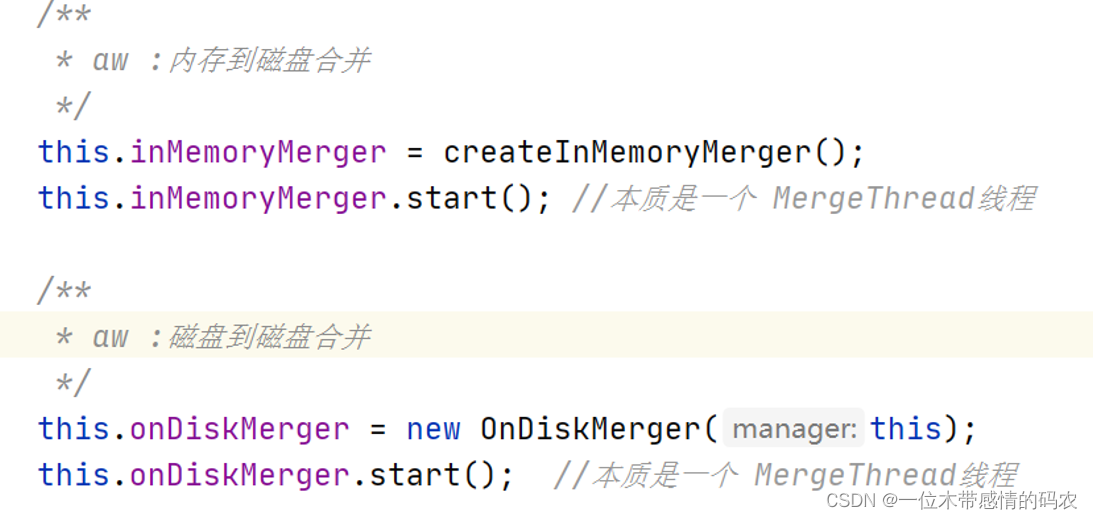 /**
* aw :内存到磁盘合并
*/
this.inMemoryMerger = createInMemoryMerger();
this.inMemoryMerger.start(); //本质是一个 MergeThread线程
/**
* aw :磁盘到磁盘合并
*/
this.onDiskMerger = new OnDiskMerger( manager: this);
this.onDiskMerger.start(); //本质是一个 MergeThread线程
CSDN @一位木带感情的码农